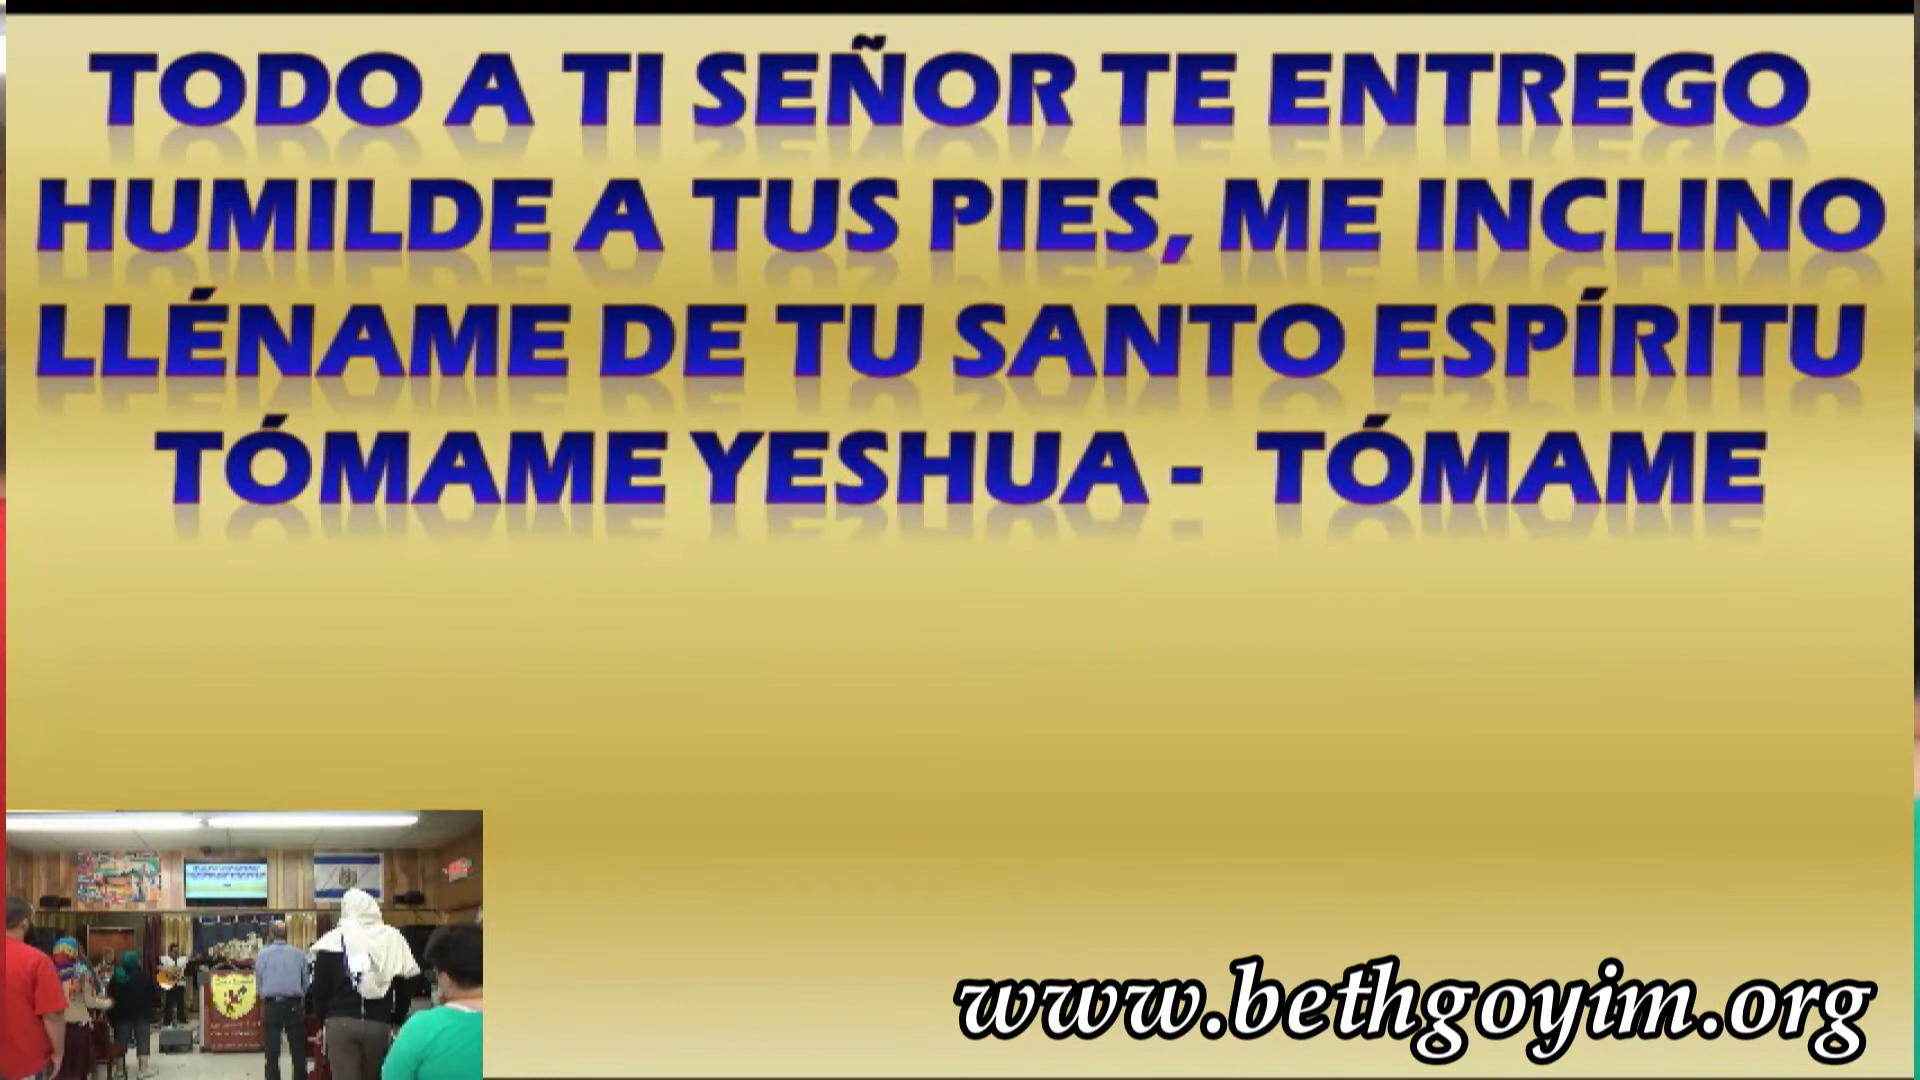 TODO A TI SEÑOR TE ENTREGO
HUMILDE A TUS PIES, ME INCLINO
LLÉNAME DE TU SANTO ESPÍRITU
TÓMAME YESHUA - TÓMAME
www.bethgoyim.org